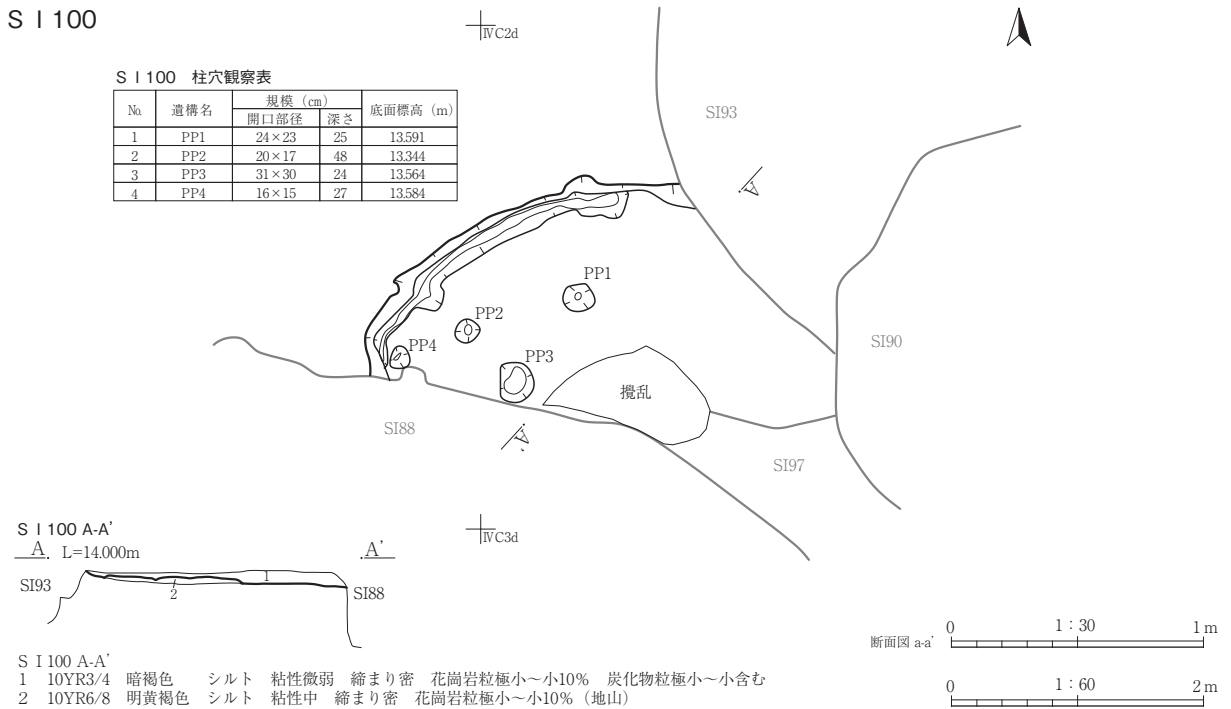 SI100
ⅣC2d
SI100 柱穴観察表
№ 遺構名 規模（㎝） 底面標高（m）
開口部径 深さ
1 PP1 24×23 25 13.591
2 PP2 20×17 48 13.344
3 PP3 31×30 24 13.564
4 PP4 16×15 27 13.584
SI93
A
PP1
PP2
SI90
PP4
PP3
攪乱
SI88
A'
SI97
ⅣC3d
SI100 A-A'
A L=14.000m A'
SI93 1
2 SI88
断面図 a-a' 0 1：30 1m
SI100 A-A'
1 10YR3/4 暗褐色 シルト 粘性微弱 締まり密 花崗岩粒極小～小10% 炭化物粒極小～小含む
2 10YR6/8 明黄褐色 シルト 粘性中 締まり密 花崗岩粒極小～小10%（地山）
0 1：60 2m